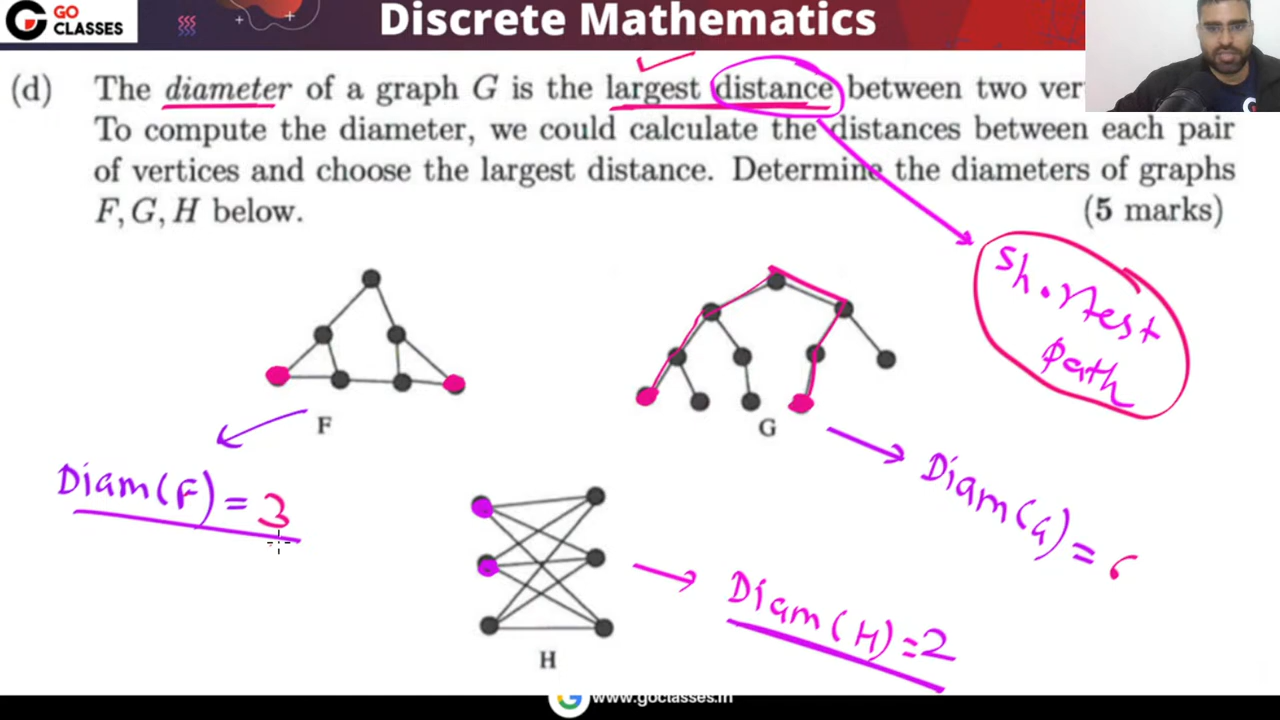 GO
CLASSES
Discrete Mathematics
(d) The diameter of a graph G is the largest distance between two ver
To compute the diameter, we could calculate the distances between each pair
of vertices and choose the largest distance. Determine the diameters of graphs
F, G, H below. (5 marks)
shortest
path
F
G
Diam(F) = 3
Diam(G) = 6
Diam(H) = 2
H
www.goclasses.in